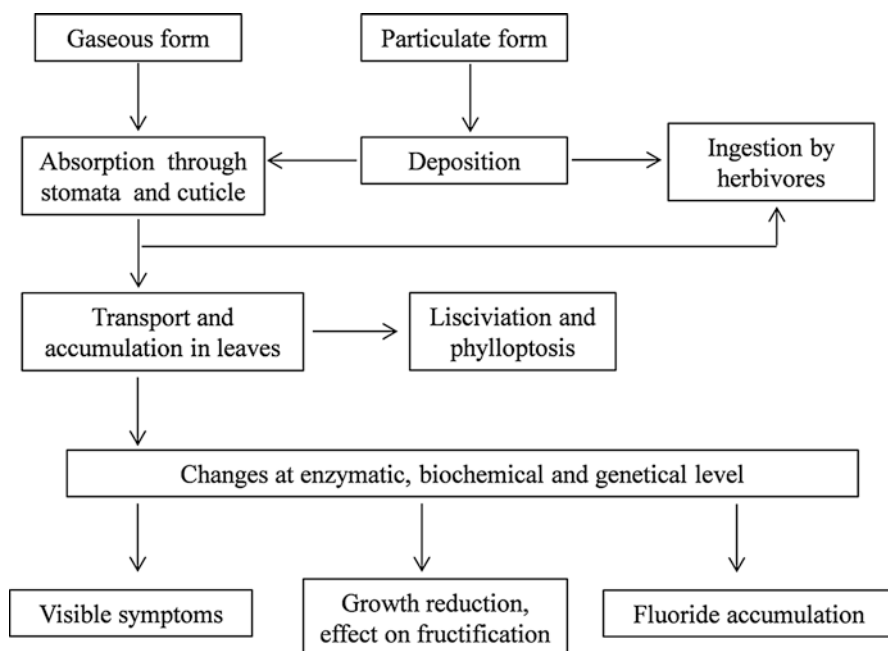 Gaseous form
Particulate form
Absorption through
stomata and cuticle
Deposition
Ingestion by
herbivores
Transport and
accumulation in leaves
Lisciviation and
phylloptosis
Changes at enzymatic, biochemical and genetical level
Visible symptoms
Growth reduction,
effect on fructification
Fluoride accumulation